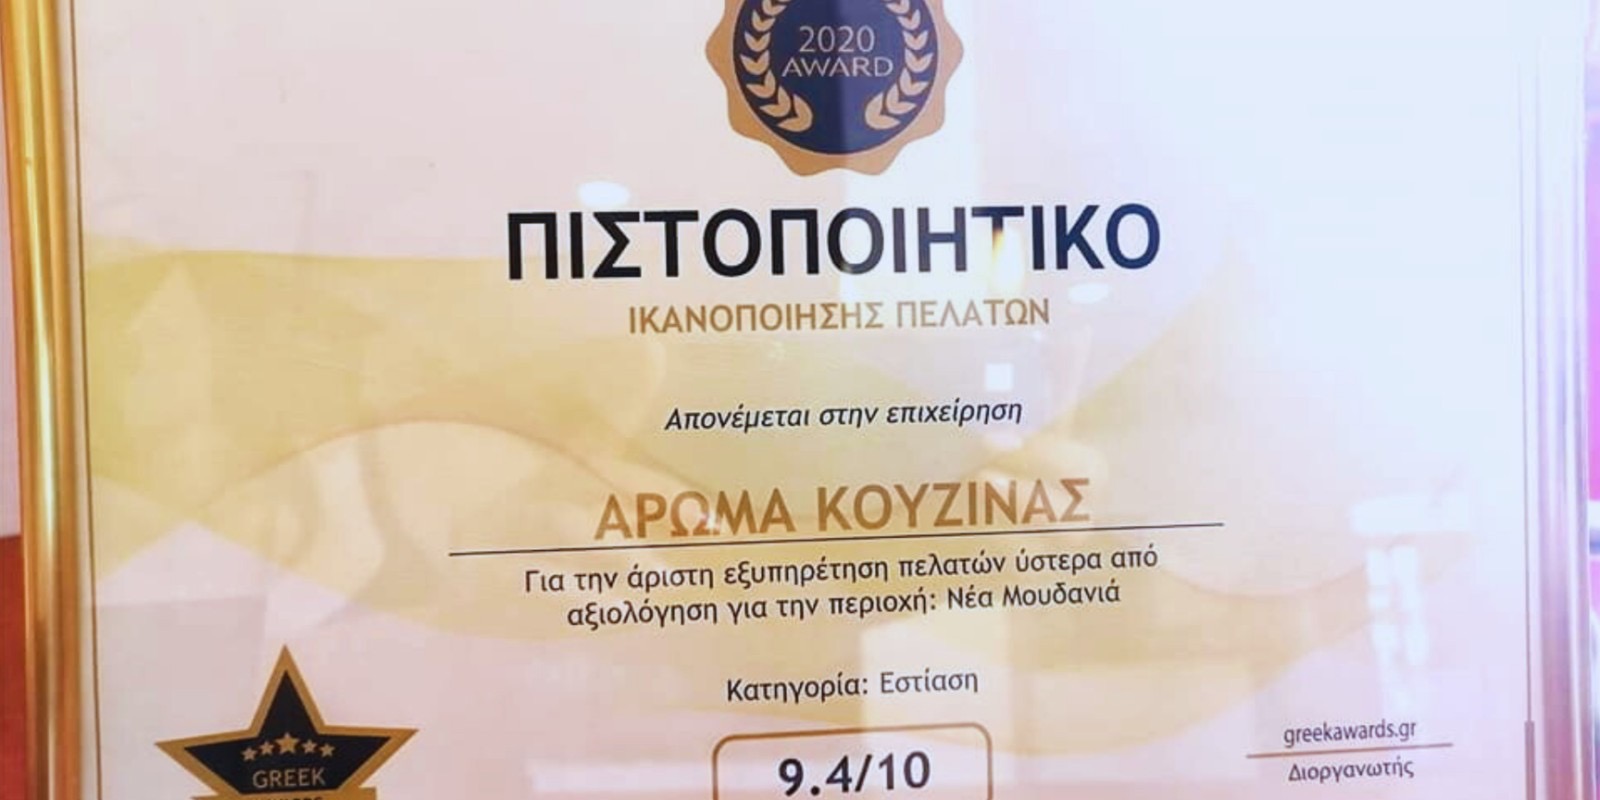 2020
AWARD
ΠΙΣΤΟΠΟΙΗΤΙΚΟ
ΙΚΑΝΟΠΟΙΗΣΗΣ ΠΕΛΑΤΩΝ
Απονέμεται στην επιχείρηση
ΑΡΩΜΑ ΚΟΥΖΙΝΑΣ
Για την άριστη εξυπηρέτηση πελατών ύστερα από
αξιολόγηση για την περιοχή: Νέα Μουδανιά
Κατηγορία: Εστίαση
9.4/10
GREEK
greekawards.gr
Διοργανωτής